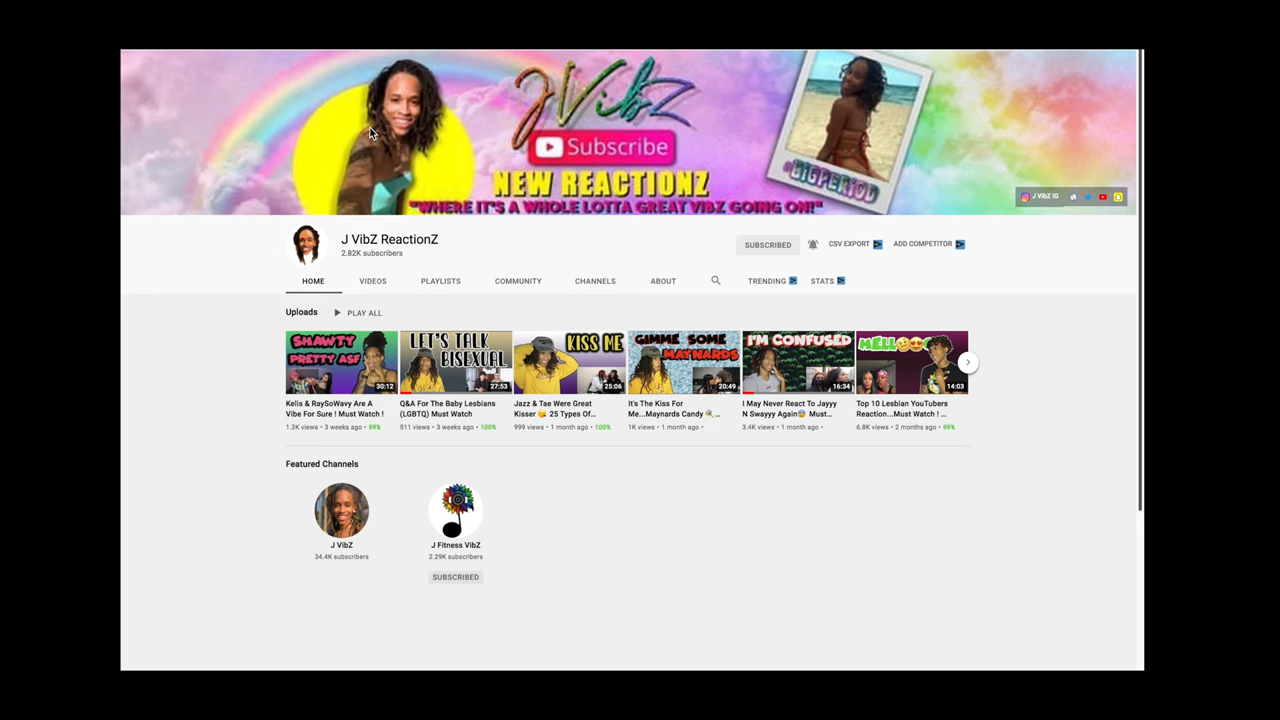 JVibZ
Subscribe
NEW REACTIONZ
"WHERE IT'S A WHOLE LOTTA GREAT VIBZ GOING ON!"
@BIGPERIOD
J VibZ IG
J VibZ ReactionZ
2.82K subscribers
SUBSCRIBED
CSV EXPORT
ADD COMPETITOR
HOME
VIDEOS
PLAYLISTS
COMMUNITY
CHANNELS
ABOUT
TRENDING
STATS
Uploads
PLAY ALL
SHAWTY
PRETTY ASF
30:12
Kelis & RaySoWavy Are A
Vibe For Sure ! Must Watch !
1.3K views • 3 weeks ago • 99%
LET'S TALK
BISEXUAL
27:53
Q&A For The Baby Lesbians
(LGBTQ) Must Watch
511 views • 3 weeks ago • 100%
KISS ME
25:06
Jazz & Tae Were Great
Kisser 😘 25 Types Of...
999 views • 1 month ago • 100%
GIMME SOME
MAYNARDS
20:49
It's The Kiss For
Me...Maynards Candy 🍭 ...
1K views • 1 month ago •
I'M CONFUSED
16:34
I May Never React To Jayyy
N Swayyy Again😰 Must...
3.4K views • 1 month ago •
HELLO
14:03
Top 10 Lesbian YouTubers
Reaction...Must Watch ! ...
6.8K views • 2 months ago • 99%
Featured Channels
J VibZ
34.4K subscribers
J Fitness VibZ
2.29K subscribers
SUBSCRIBED